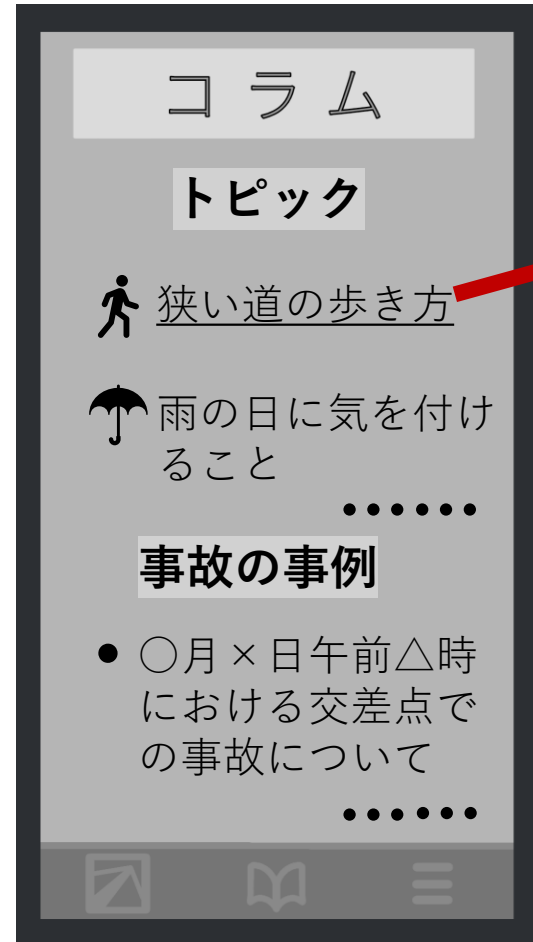 コラム
トピック
狭い道の歩き方
雨の日に気を付け
ること
••••••
事故の事例
• ○月×日午前△時
における交差点で
の事故について
••••••